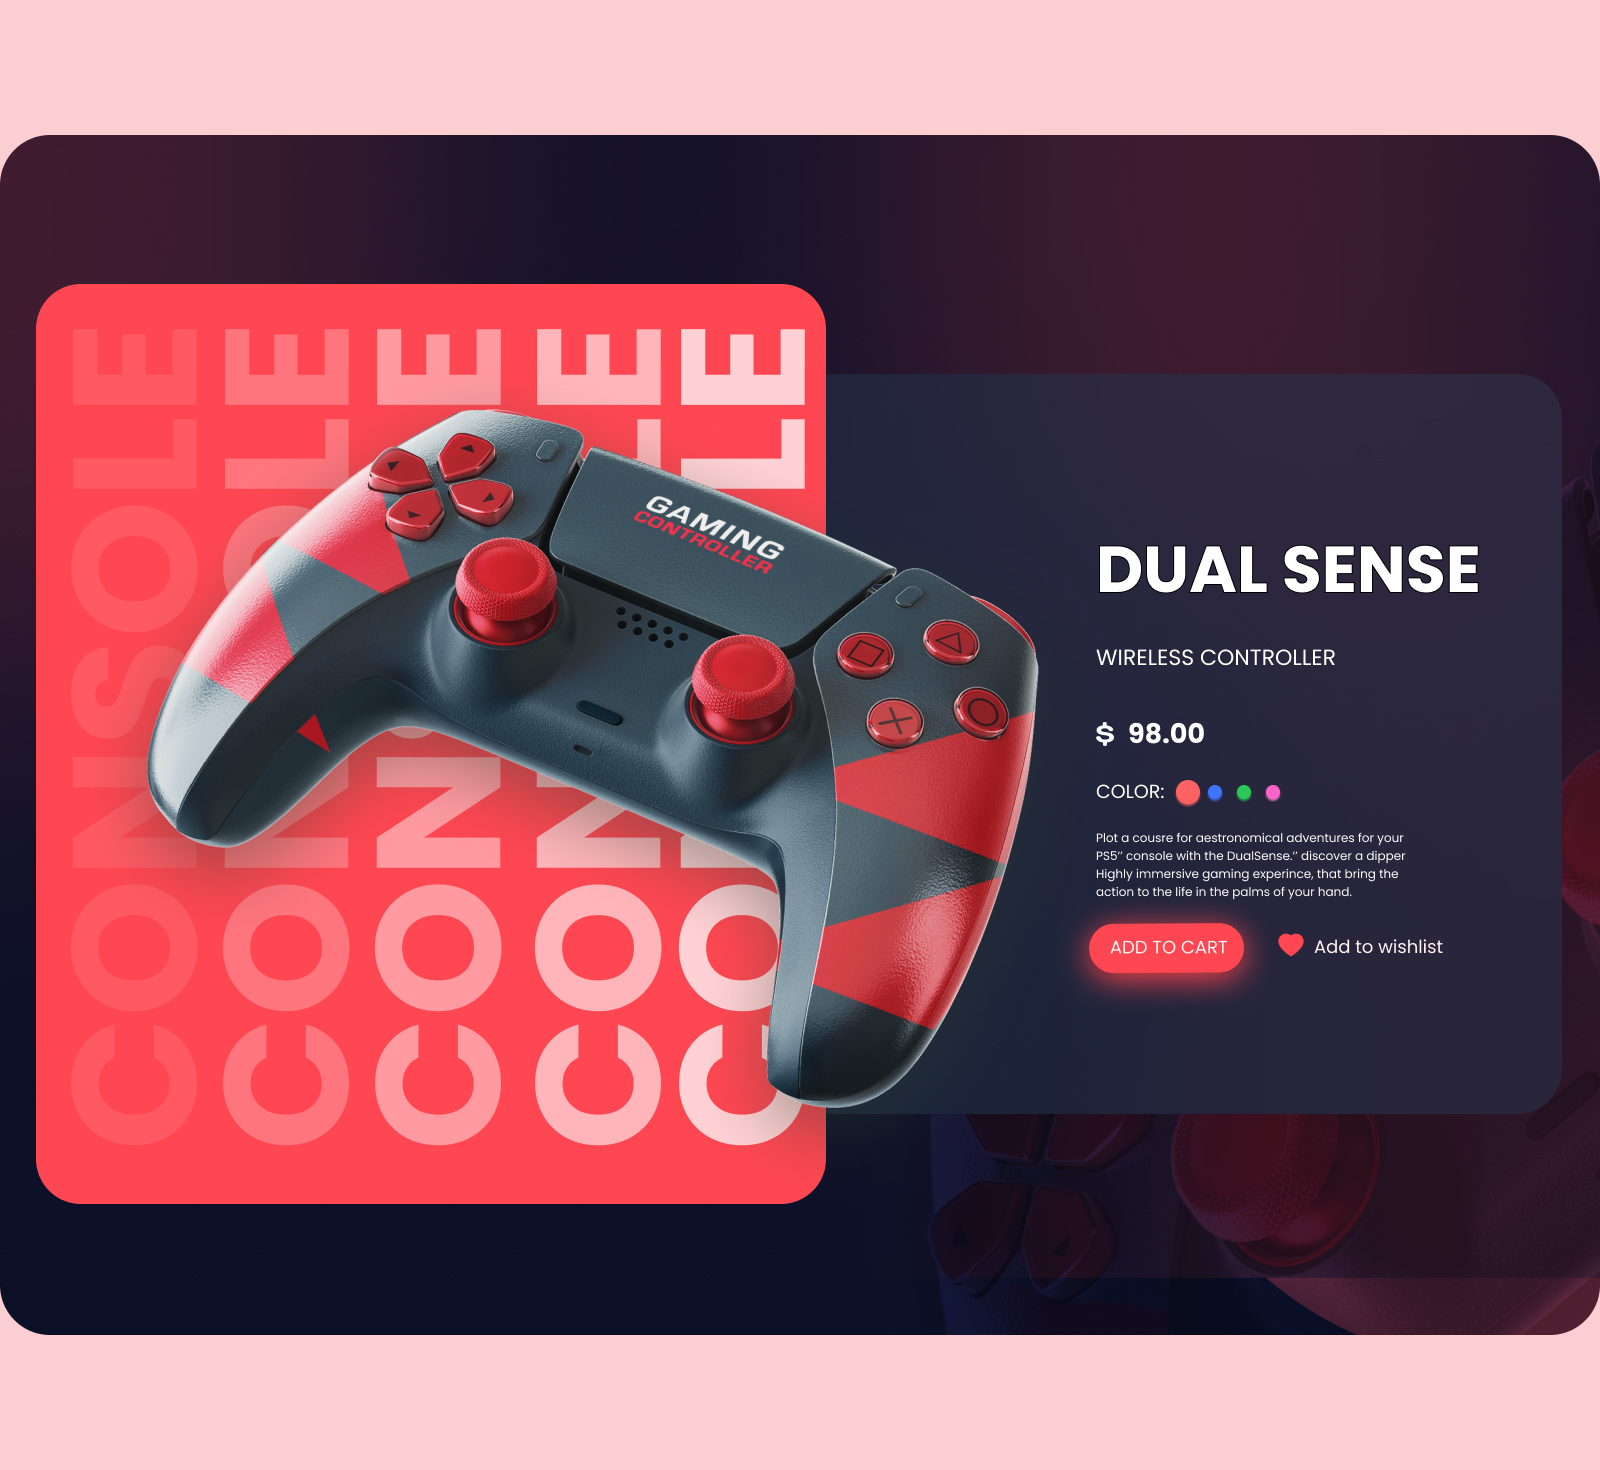 CONSOLE
CONSOLE
CONSOLE
CONSOLE
CONSOLE
GAMING
CONTROLLER
DUAL SENSE
WIRELESS CONTROLLER
$ 98.00
COLOR:
Plot a cousre for aestronomical adventures for your
PS5’’ console with the DualSense.’’ discover a dipper
Highly immersive gaming experince, that bring the
action to the life in the palms of your hand.
ADD TO CART
Add to wishlist